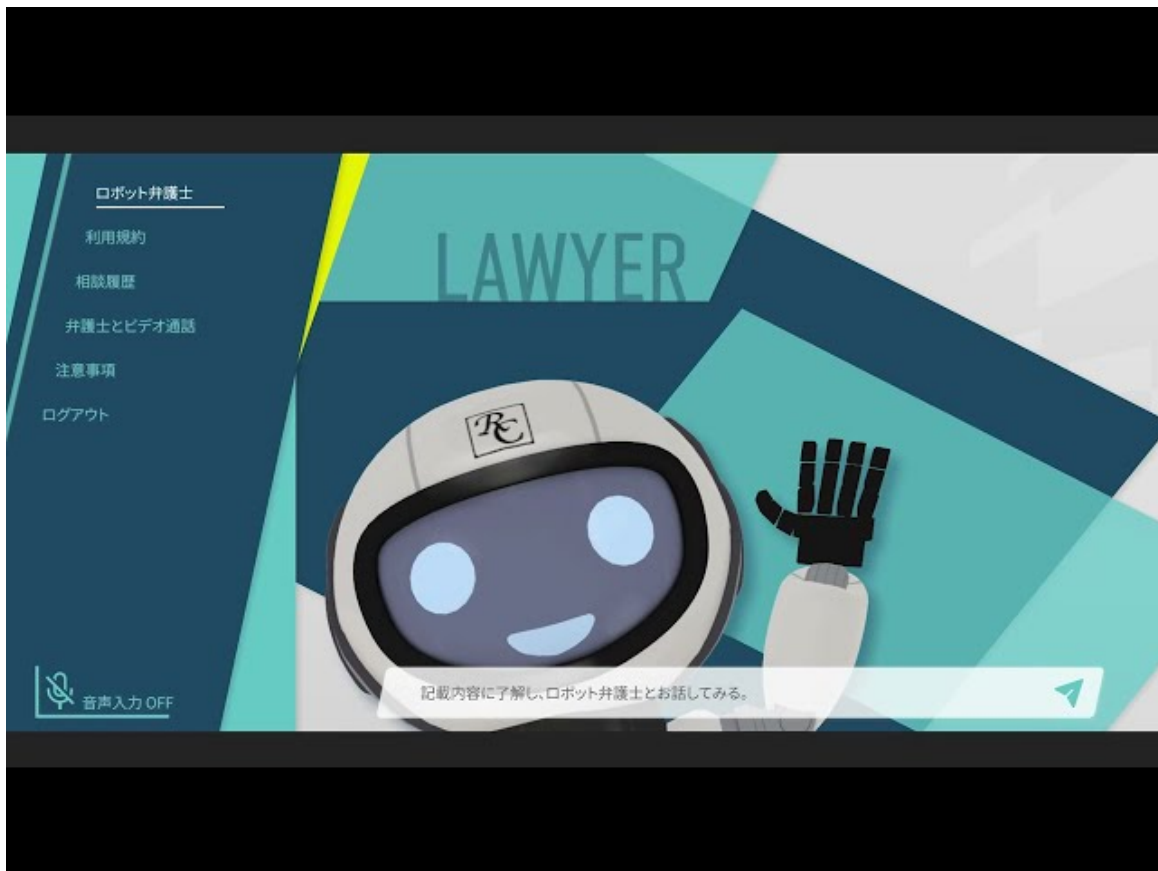 ロボット弁護士
利用規約
相談履歴
弁護士とビデオ通話
注意事項
ログアウト
音声入力 OFF
LAWYER
RC
記載内容に了解し、ロボット弁護士とお話してみる。